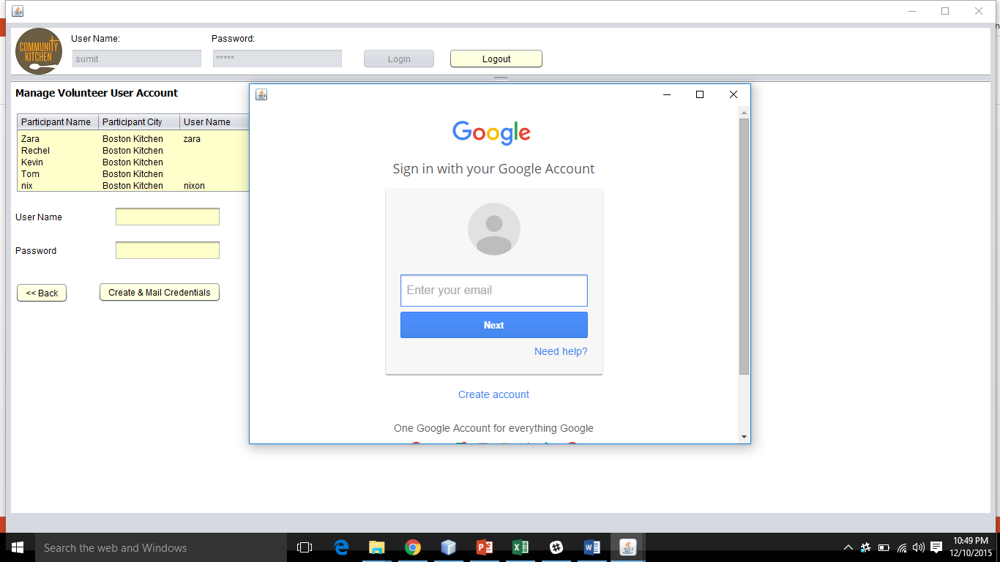 User Name:
Password:
COMMUNITY
KITCHEN
sumit
*****
Login
Logout
Manage Volunteer User Account
Participant Name
Participant City
User Name
Zara
Boston Kitchen
zara
Rechel
Boston Kitchen
Kevin
Boston Kitchen
Tom
Boston Kitchen
nix
Boston Kitchen
nixon
User Name
Password
<< Back
Create & Mail Credentials
Google
Sign in with your Google Account
Enter your email
Next
Need help?
Create account
One Google Account for everything Google
Search the web and Windows
10:49 PM
12/10/2015